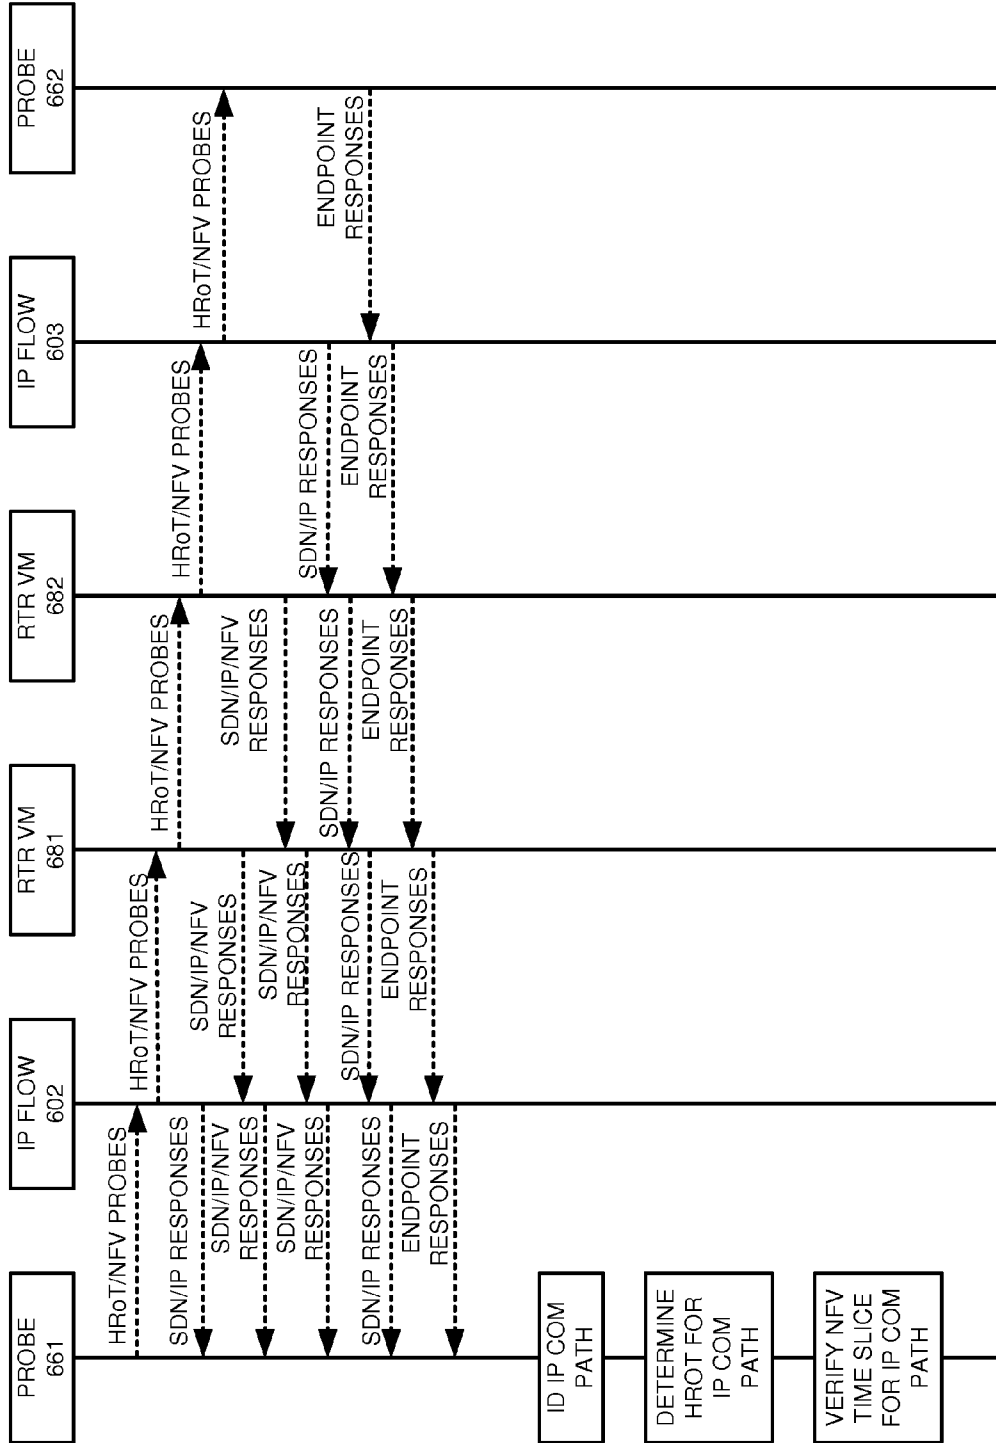 PROBE
661
IP FLOW
602
RTR VM
681
RTR VM
682
IP FLOW
603
PROBE
662
HRoT/NFV PROBES
HRoT/NFV PROBES
HRoT/NFV PROBES
HRoT/NFV PROBES
HRoT/NFV PROBES
SDN/IP RESPONSES
SDN/IP/NFV
RESPONSES
SDN/IP/NFV
RESPONSES
SDN/IP RESPONSES
ENDPOINT
RESPONSES
SDN/IP/NFV
RESPONSES
SDN/IP/NFV
RESPONSES
SDN/IP RESPONSES
ENDPOINT
RESPONSES
SDN/IP/NFV
RESPONSES
SDN/IP RESPONSES
ENDPOINT
RESPONSES
SDN/IP RESPONSES
ENDPOINT
RESPONSES
ENDPOINT
RESPONSES
ID IP COM
PATH
DETERMINE
HROT FOR
IP COM
PATH
VERIFY NFV
TIME SLICE
FOR IP COM
PATH